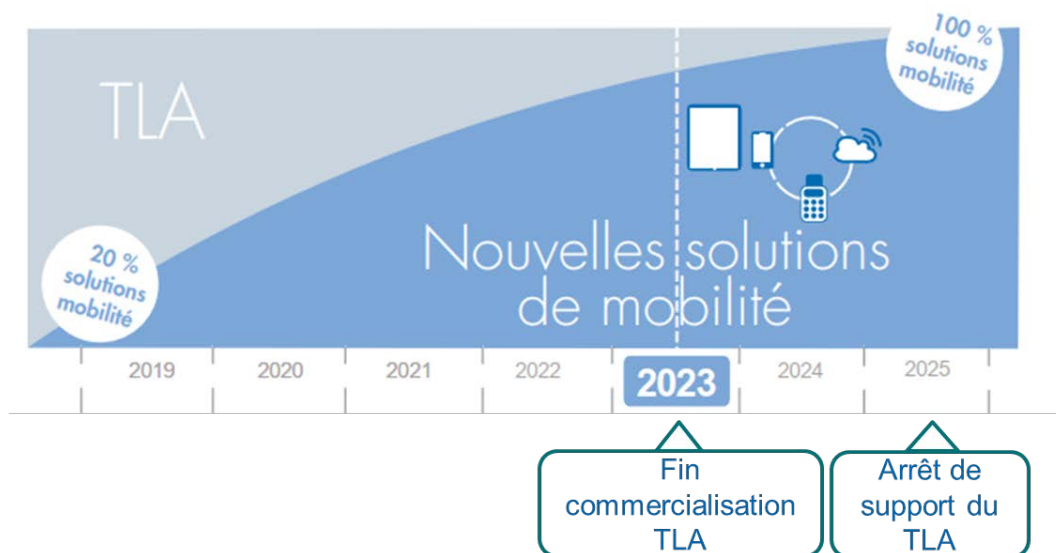 TLA
100 %
solutions
mobilité
20 %
solutions
mobilité
Nouvelles solutions
de mobilité
2019 2020 2021 2022 2023 2024 2025
Fin
commercialisation
TLA
Arrêt de
support du
TLA